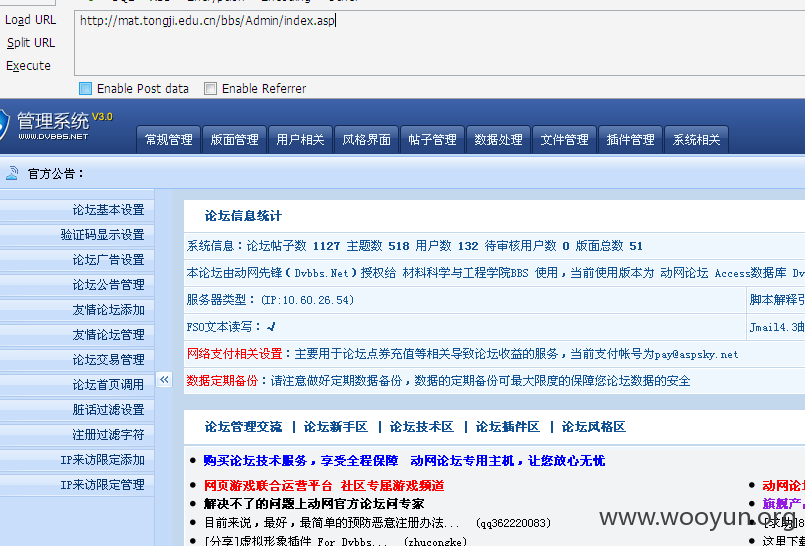 Load URL
http://mat.tongji.edu.cn/bbs/Admin/index.asp
Split URL
Execute
Enable Post data Enable Referrer
管理系统 V3.0
WWW.DVBBS.NET
常规管理 版面管理 用户相关 风格界面 帖子管理 数据处理 文件管理 插件管理 系统相关
官方公告：
论坛基本设置
验证码显示设置
论坛广告设置
论坛公告管理
友情论坛添加
友情论坛管理
论坛交易管理
论坛首页调用
脏话过滤设置
注册过滤字符
IP来访限定添加
IP来访限定管理
«
论坛信息统计
系统信息：论坛帖子数 1127 主题数 518 用户数 132 待审核用户数 0 版面总数 51
本论坛由动网先锋（Dvbbs.Net）授权给 材料科学与工程学院BBS 使用，当前使用版本为 动网论坛 Access数据库 Dv
服务器类型：(IP:10.60.26.54) 脚本解释引
FSO文本读写：√ Jmail4.3
网络支付相关设置：主要用于论坛点券充值等相关导致论坛收益的服务，当前支付帐号为pay@aspsky.net
数据定期备份：请注意做好定期数据备份，数据的定期备份可最大限度的保障您论坛数据的安全
论坛管理交流 | 论坛新手区 | 论坛技术区 | 论坛插件区 | 论坛风格区
购买论坛技术服务，享受全程保障 动网论坛专用主机，让您放心无忧
网页游戏联合运营平台 社区专属游戏频道 动网论
解决不了的问题上动网官方论坛问专家 旗舰产
目前来说，最好，最简单的预防恶意注册办法... (qq362220083) [求助]
[分享]虚拟形象插件 For Dvbbs... (zhucongke) 这里下
www.wooyun.org